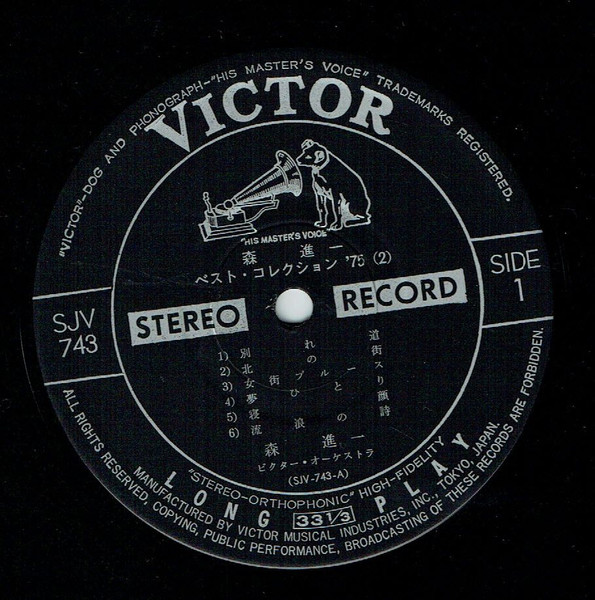 "VICTOR"-DOG AND PHONOGRAPH-"HIS MASTER'S VOICE" TRADEMARKS REGISTERED.
VICTOR
"HIS MASTER'S VOICE"
森 進一
ベスト・コレクション '75 (2)
SJV
743
SIDE
1
STEREO RECORD
1) 別れ道
2) 北の街
3) 女街ブルース
4) 夢ひとり
5) 寝顔
6) 流浪の詩
森 進一
ビクター・オーケストラ
(SJV-743-A)
"STEREO-ORTHOPHONIC" HIGH-FIDELITY
LONG 33 1/3 PLAY
MANUFACTURED BY VICTOR MUSICAL INDUSTRIES, INC., TOKYO, JAPAN.
ALL RIGHTS RESERVED, COPYING, PUBLIC PERFORMANCE, BROADCASTING OF THESE RECORDS ARE FORBIDDEN.